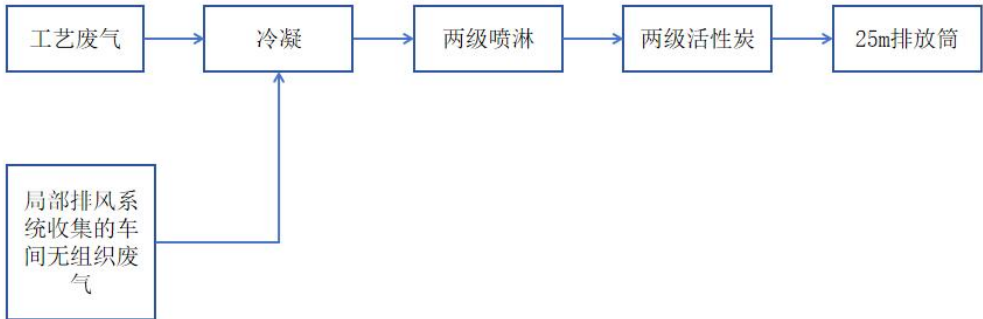 工艺废气
冷凝
两级喷淋
两级活性炭
25m排放筒
局部排风系
统收集的车
间无组织废
气